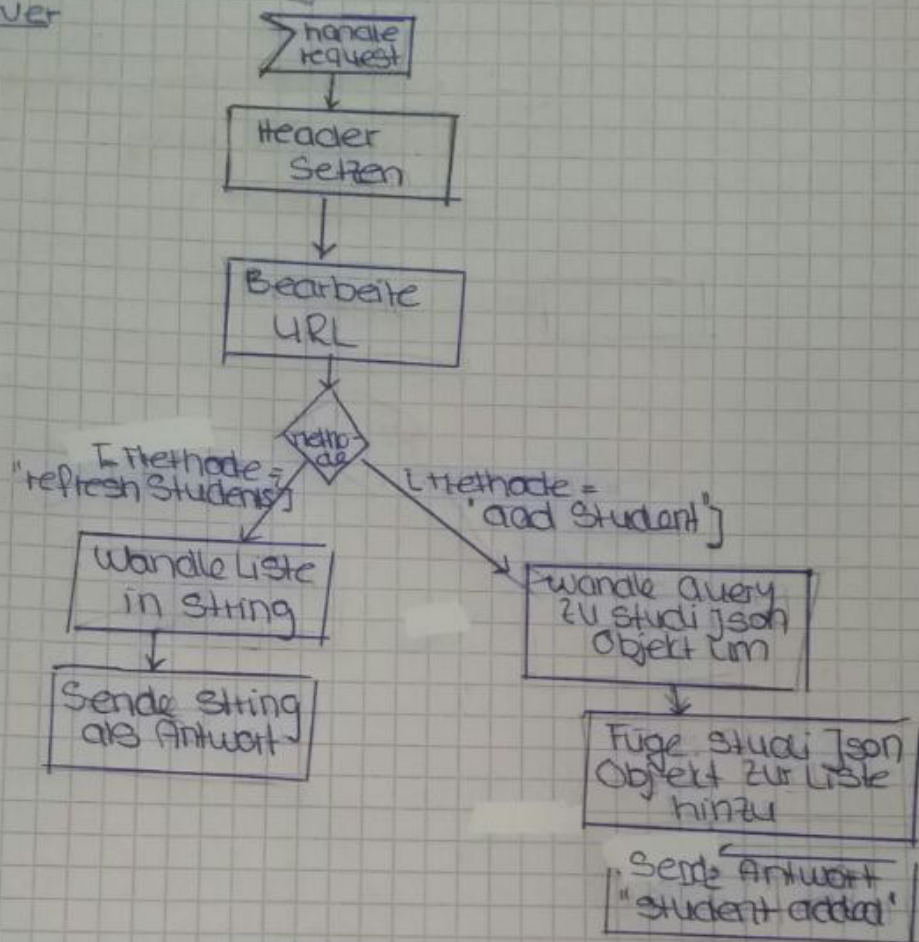 ver
handle
request
Header
Setzen
Bearbeite
URL
metho-
de
[Methode =
"refresh Students"]
[Methode =
"add Student"]
Wandle Liste
in String
Sende String
als Antwort
wandle Query
zu Studi Json
Objekt um
Füge Studi Json
Objekt zur Liste
hinzu
Sende Antwort
"Student added"